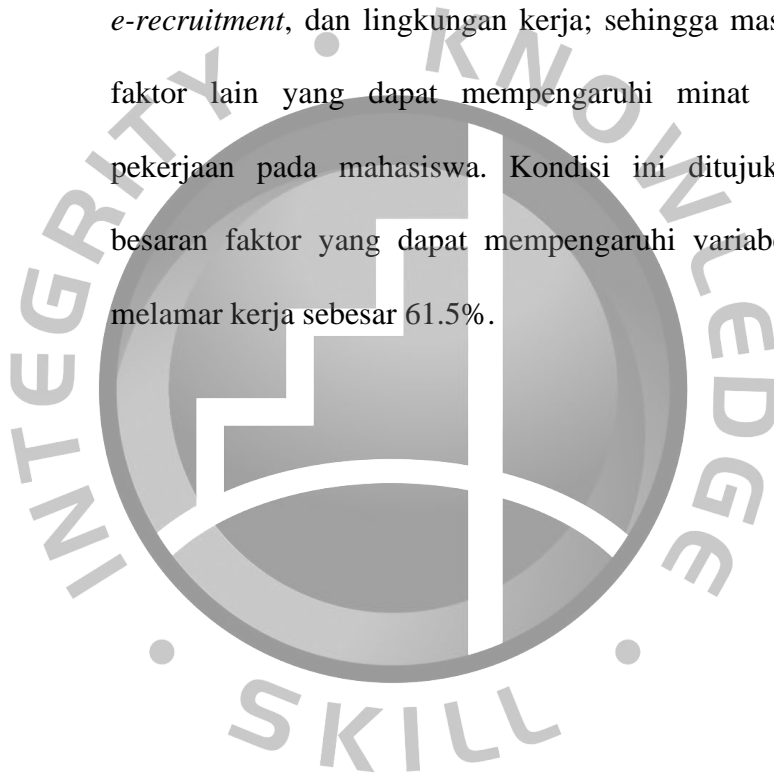 e-recruitment, dan lingkungan kerja; sehingga mas
faktor lain yang dapat mempengaruhi minat
pekerjaan pada mahasiswa. Kondisi ini ditujuk
besaran faktor yang dapat mempengaruhi variab
melamar kerja sebesar 61.5%.
INTEGRITY • KNOWLEDGE • SKILL •